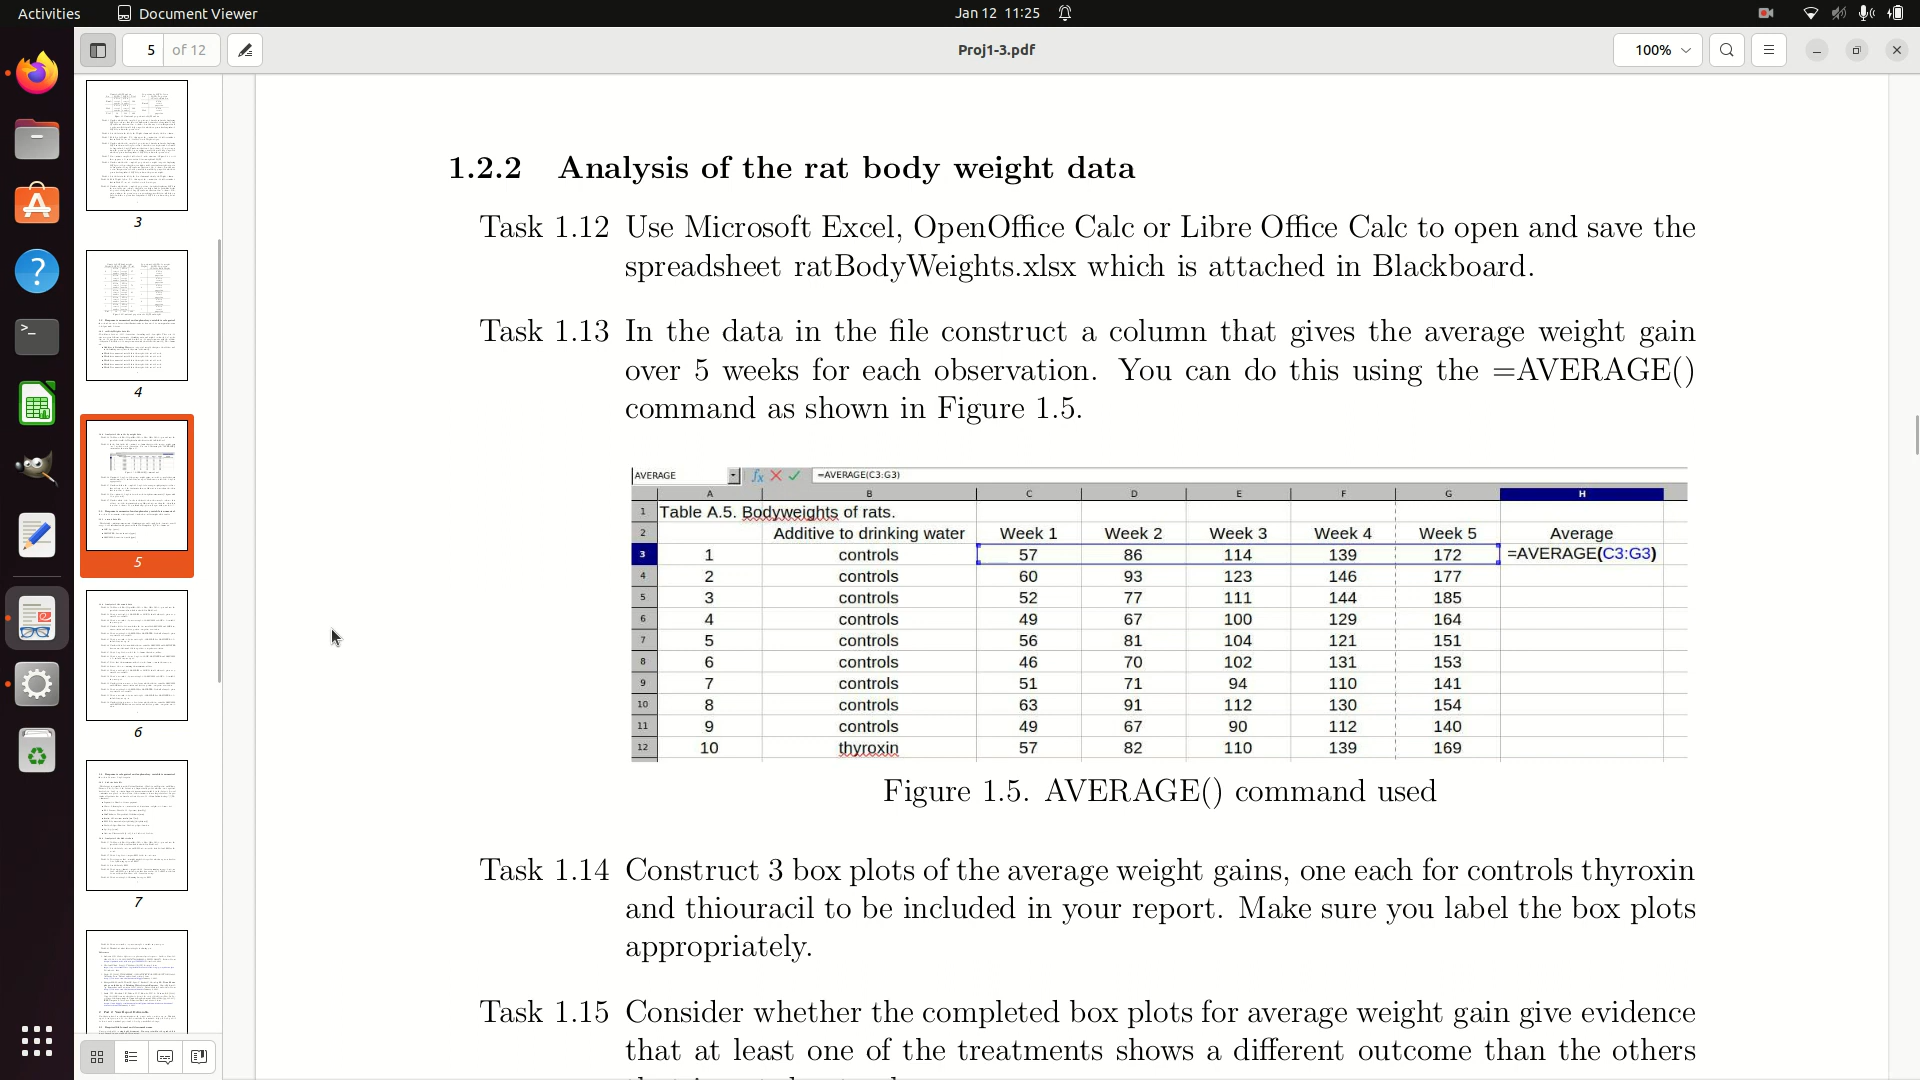 Activities Document Viewer Jan 12 11:25
5 of 12 Proj1-3.pdf 100%
3
4
5
6
7
1.2.2 Analysis of the rat body weight data
Task 1.12 Use Microsoft Excel, OpenOffice Calc or Libre Office Calc to open and save the
spreadsheet ratBodyWeights.xlsx which is attached in Blackboard.
Task 1.13 In the data in the file construct a column that gives the average weight gain
over 5 weeks for each observation. You can do this using the =AVERAGE()
command as shown in Figure 1.5.
AVERAGE fx =AVERAGE(C3:G3)
A B C D E F G H
1 Table A.5. Bodyweights of rats.
2 Additive to drinking water Week 1 Week 2 Week 3 Week 4 Week 5 Average
3 1 controls 57 86 114 139 172 =AVERAGE(C3:G3)
4 2 controls 60 93 123 146 177
5 3 controls 52 77 111 144 185
6 4 controls 49 67 100 129 164
7 5 controls 56 81 104 121 151
8 6 controls 46 70 102 131 153
9 7 controls 51 71 94 110 141
10 8 controls 63 91 112 130 154
11 9 controls 49 67 90 112 140
12 10 thyroxin 57 82 110 139 169
Figure 1.5. AVERAGE() command used
Task 1.14 Construct 3 box plots of the average weight gains, one each for controls thyroxin
and thiouracil to be included in your report. Make sure you label the box plots
appropriately.
Task 1.15 Consider whether the completed box plots for average weight gain give evidence
that at least one of the treatments shows a different outcome than the others